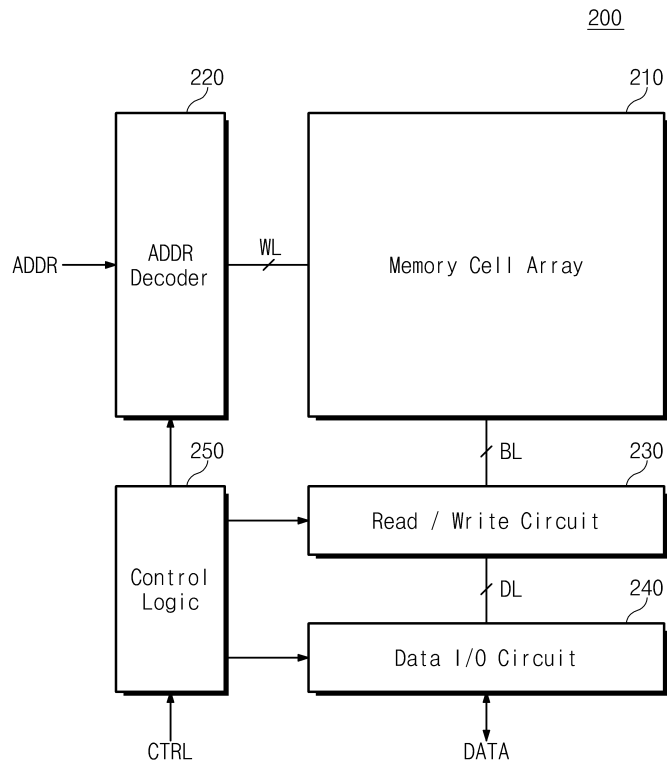 200
220
210
ADDR
ADDR
Decoder
WL
Memory Cell Array
250
BL
230
Read / Write Circuit
Control
Logic
DL
240
Data I/O Circuit
CTRL
DATA